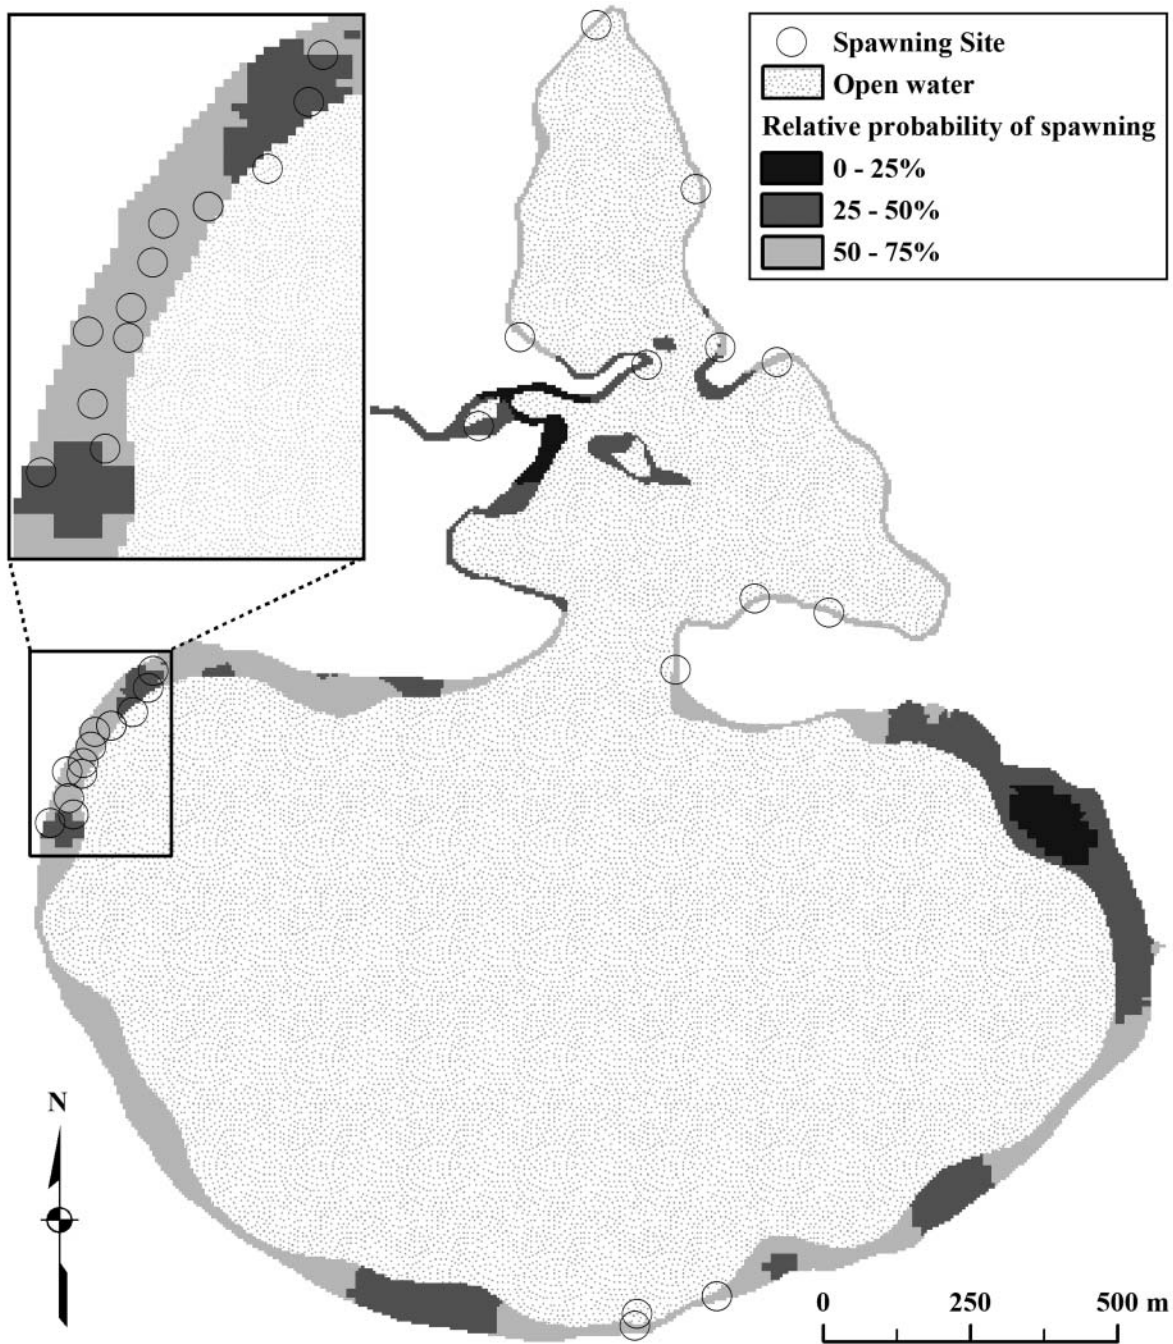 Spawning Site
Open water
Relative probability of spawning
0 - 25%
25 - 50%
50 - 75%
N
0 250 500 m